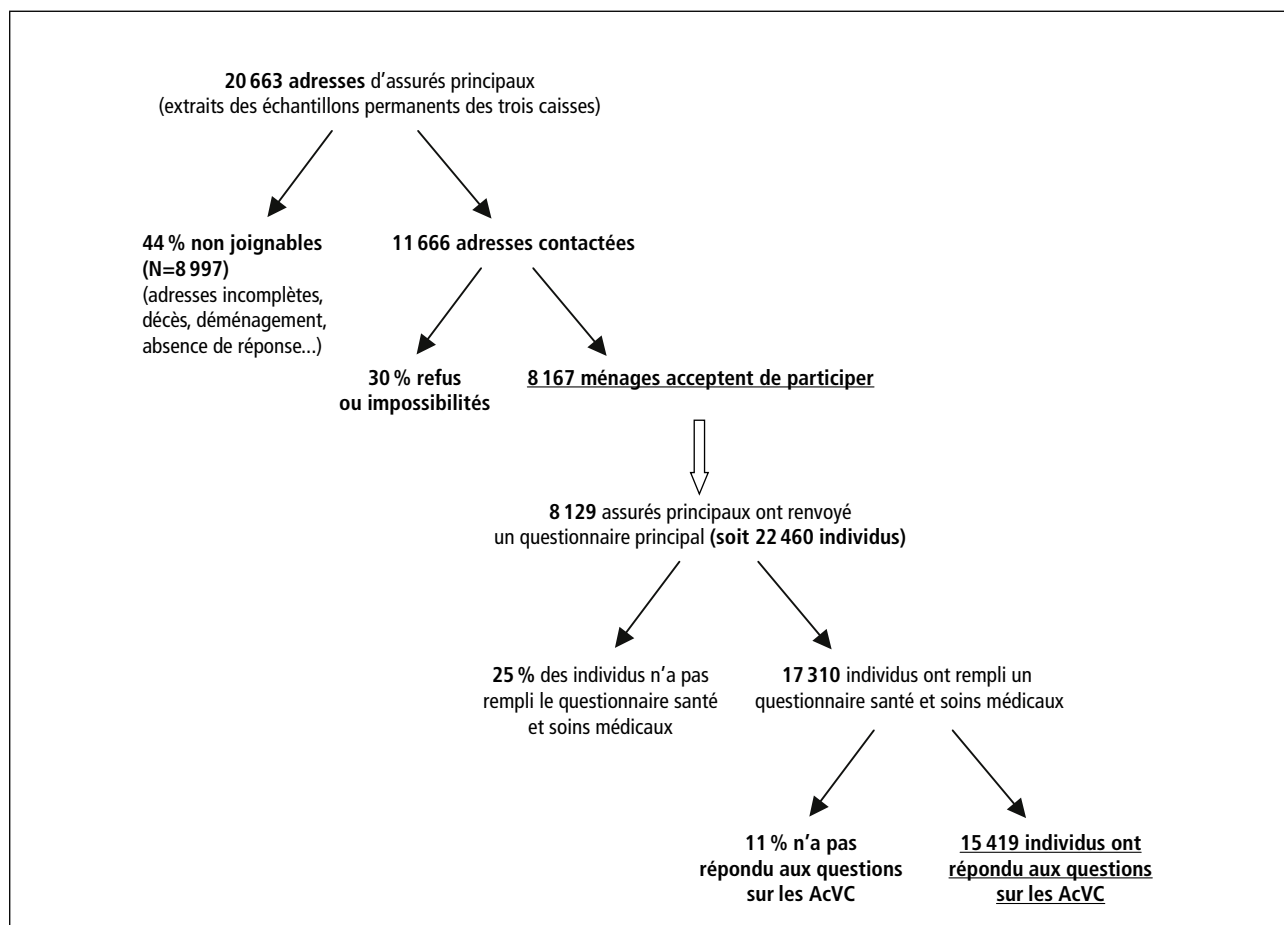 20 663 adresses d'assurés principaux
(extraits des échantillons permanents des trois caisses)
44 % non joignables
(N=8 997)
(adresses incomplètes,
décès, déménagement,
absence de réponse...)
11 666 adresses contactées
30 % refus
ou impossibilités
8 167 ménages acceptent de participer
8 129 assurés principaux ont renvoyé
un questionnaire principal (soit 22 460 individus)
25 % des individus n'a pas
rempli le questionnaire santé
et soins médicaux
17 310 individus ont rempli un
questionnaire santé et soins médicaux
11 % n'a pas
répondu aux questions
sur les AcVC
15 419 individus ont
répondu aux questions
sur les AcVC